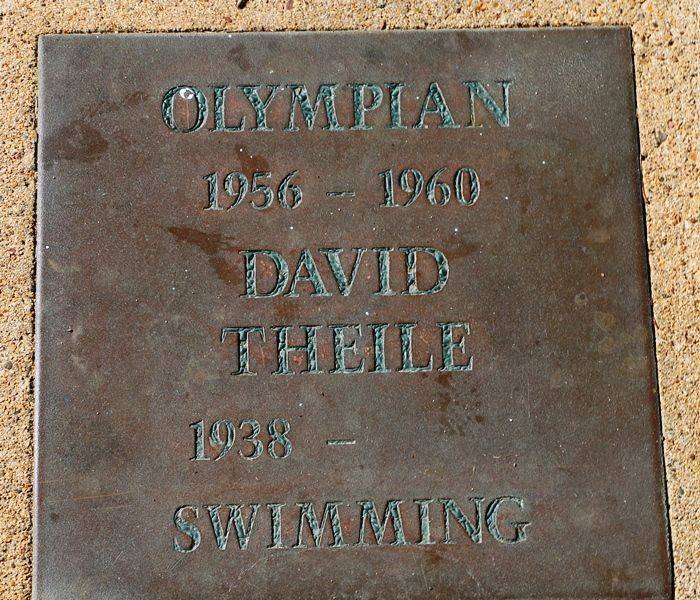 OLYMPIAN
1956 – 1960
DAVID
THEILE
1938 –
SWIMMING